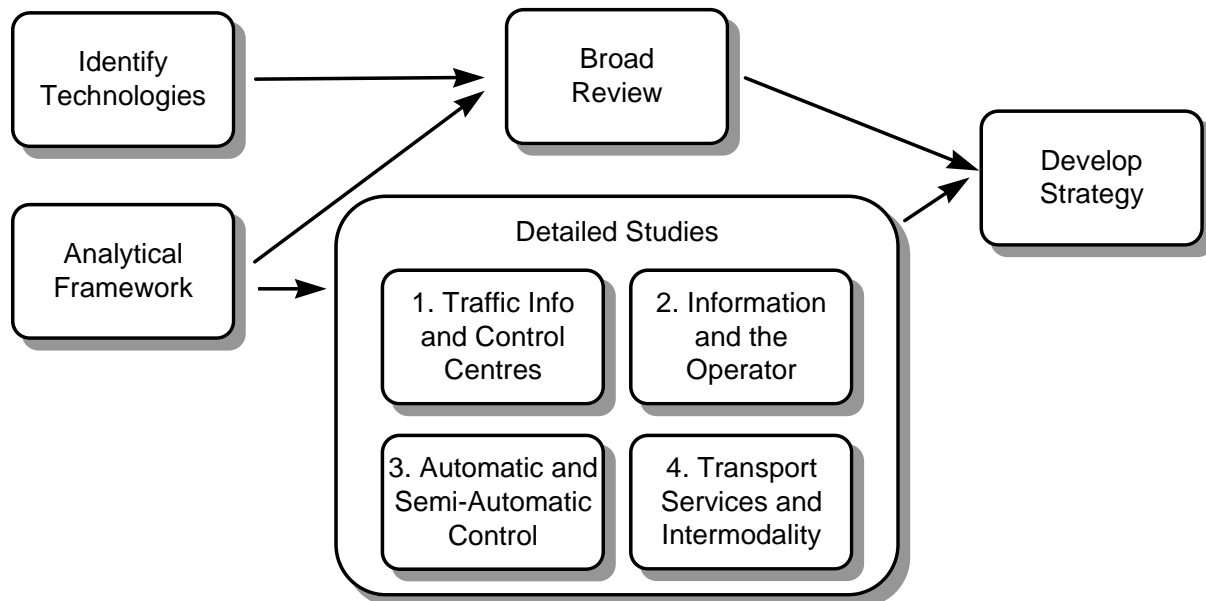 Identify
Technologies
Broad
Review
Develop
Strategy
Analytical
Framework
Detailed Studies
1. Traffic Info
and Control
Centres
2. Information
and the
Operator
3. Automatic and
Semi-Automatic
Control
4. Transport
Services and
Intermodality